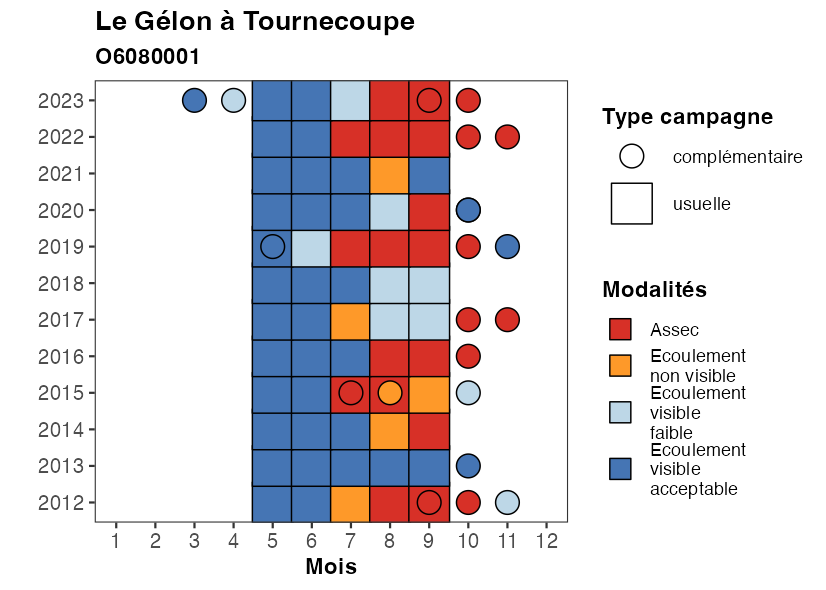 Le Gélon à Tournecoupe
O6080001
2023
2022
2021
2020
2019
2018
2017
2016
2015
2014
2013
2012
1 2 3 4 5 6 7 8 9 10 11 12
Mois
Type campagne
complémentaire
usuelle
Modalités
Assec
Ecoulement
non visible
Ecoulement
visible
faible
Ecoulement
visible
acceptable